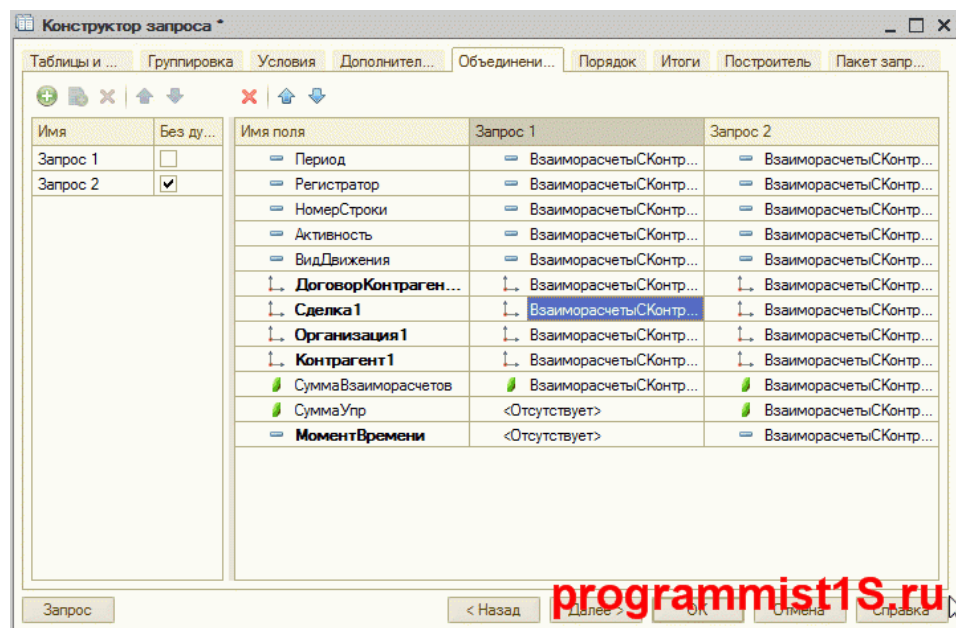 Конструктор запроса *
Таблицы и ... Группировка Условия Дополнител... Объединени... Порядок Итоги Построитель Пакет запр...
Имя Без ду... Имя поля Запрос 1 Запрос 2
Запрос 1 Период ВзаиморасчетыСКонтр... ВзаиморасчетыСКонтр...
Запрос 2 Регистратор ВзаиморасчетыСКонтр... ВзаиморасчетыСКонтр...
НомерСтроки ВзаиморасчетыСКонтр... ВзаиморасчетыСКонтр...
Активность ВзаиморасчетыСКонтр... ВзаиморасчетыСКонтр...
ВидДвижения ВзаиморасчетыСКонтр... ВзаиморасчетыСКонтр...
ДоговорКонтраген... ВзаиморасчетыСКонтр... ВзаиморасчетыСКонтр...
Сделка1 ВзаиморасчетыСКонтр... ВзаиморасчетыСКонтр...
Организация1 ВзаиморасчетыСКонтр... ВзаиморасчетыСКонтр...
Контрагент1 ВзаиморасчетыСКонтр... ВзаиморасчетыСКонтр...
СуммаВзаиморасчетов ВзаиморасчетыСКонтр... ВзаиморасчетыСКонтр...
СуммаУпр <Отсутствует> ВзаиморасчетыСКонтр...
МоментВремени <Отсутствует> ВзаиморасчетыСКонтр...
programmist1S.ru
Запрос < Назад Далее > OK Отмена Справка